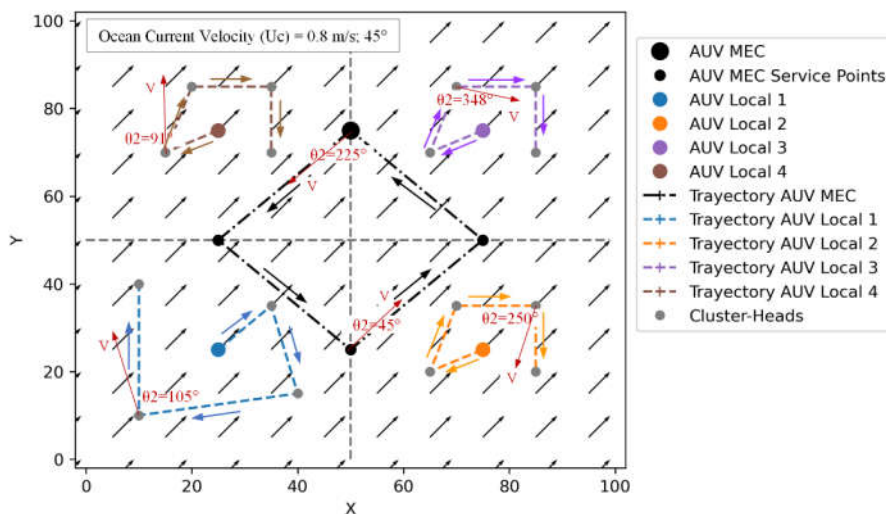 Ocean Current Velocity (Uc) = 0.8 m/s; 45°
100
80
60
40
20
0
Y
0
20
40
60
80
100
X
V
θ2=91
θ2=348°
V
θ2=225°
V
V
θ2=45°
θ2=250°
V
V
θ2=105°
AUV MEC
AUV MEC Service Points
AUV Local 1
AUV Local 2
AUV Local 3
AUV Local 4
Trayectory AUV MEC
Trayectory AUV Local 1
Trayectory AUV Local 2
Trayectory AUV Local 3
Trayectory AUV Local 4
Cluster-Heads